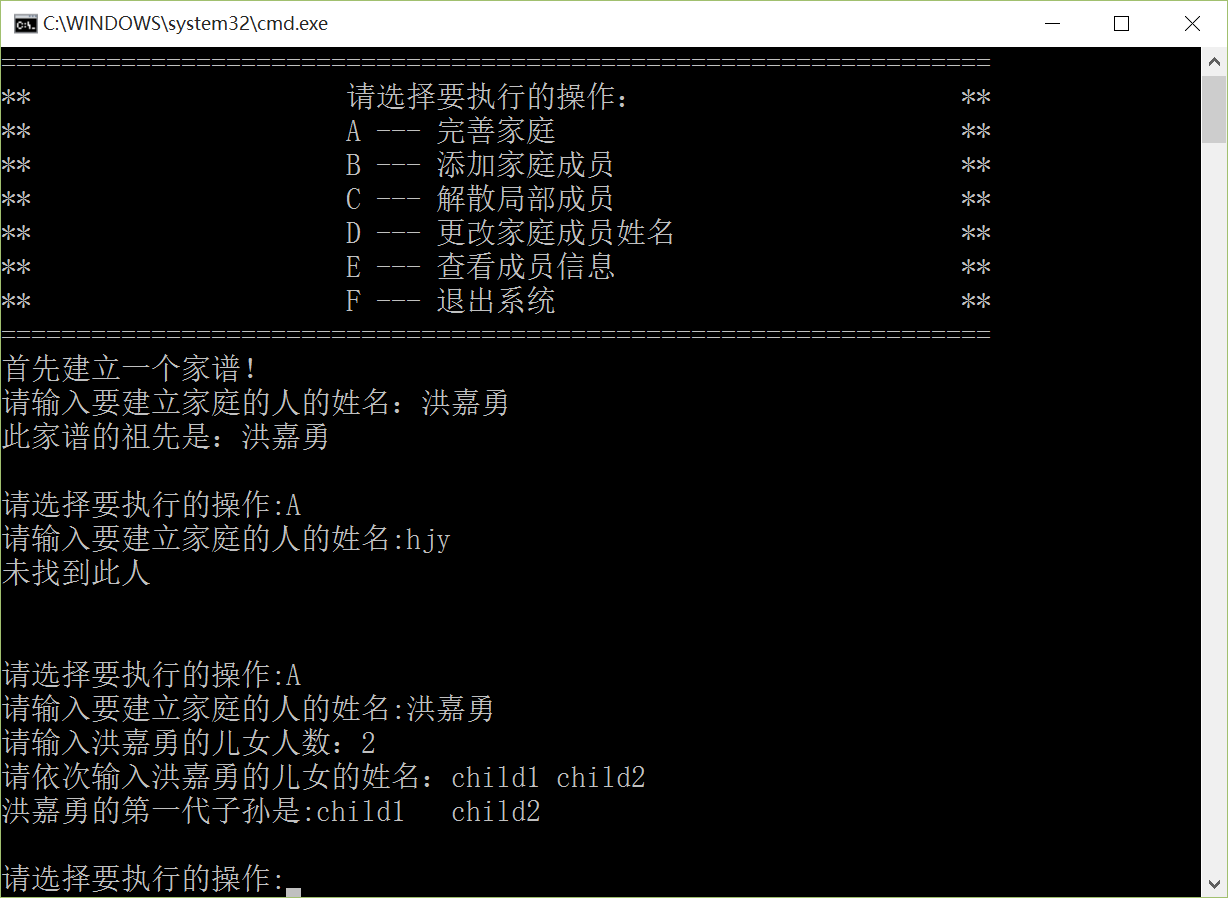 C:\WINDOWS\system32\cmd.exe
==================================================================
** 请选择要执行的操作： **
** A --- 完善家庭 **
** B --- 添加家庭成员 **
** C --- 解散局部成员 **
** D --- 更改家庭成员姓名 **
** E --- 查看成员信息 **
** F --- 退出系统 **
==================================================================
首先建立一个家谱！
请输入要建立家庭的人的姓名：洪嘉勇
此家谱的祖先是：洪嘉勇
请选择要执行的操作:A
请输入要建立家庭的人的姓名:hjy
未找到此人
请选择要执行的操作:A
请输入要建立家庭的人的姓名:洪嘉勇
请输入洪嘉勇的儿女人数：2
请依次输入洪嘉勇的儿女的姓名：child1 child2
洪嘉勇的第一代子孙是:child1   child2
请选择要执行的操作: